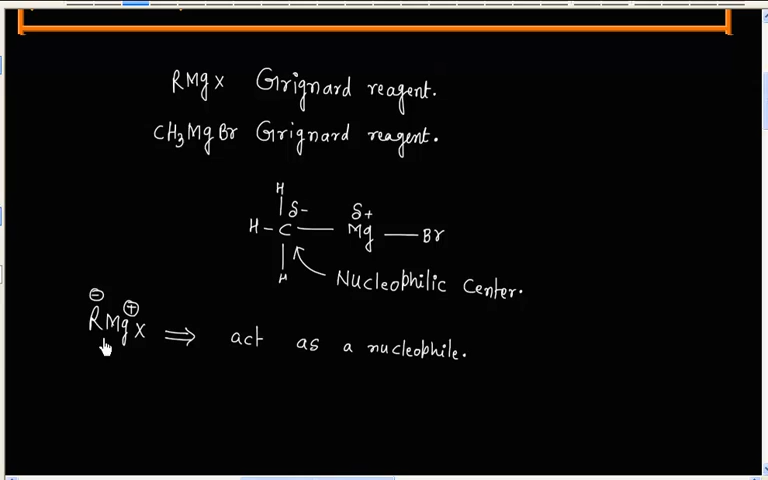 RMgX Grignard reagent.
CH3MgBr Grignard reagent.
H
δ- δ+
H-C—Mg—Br
H
Nucleophilic Center.
⊖ ⊕
RMgX ⇒ act as a nucleophile.